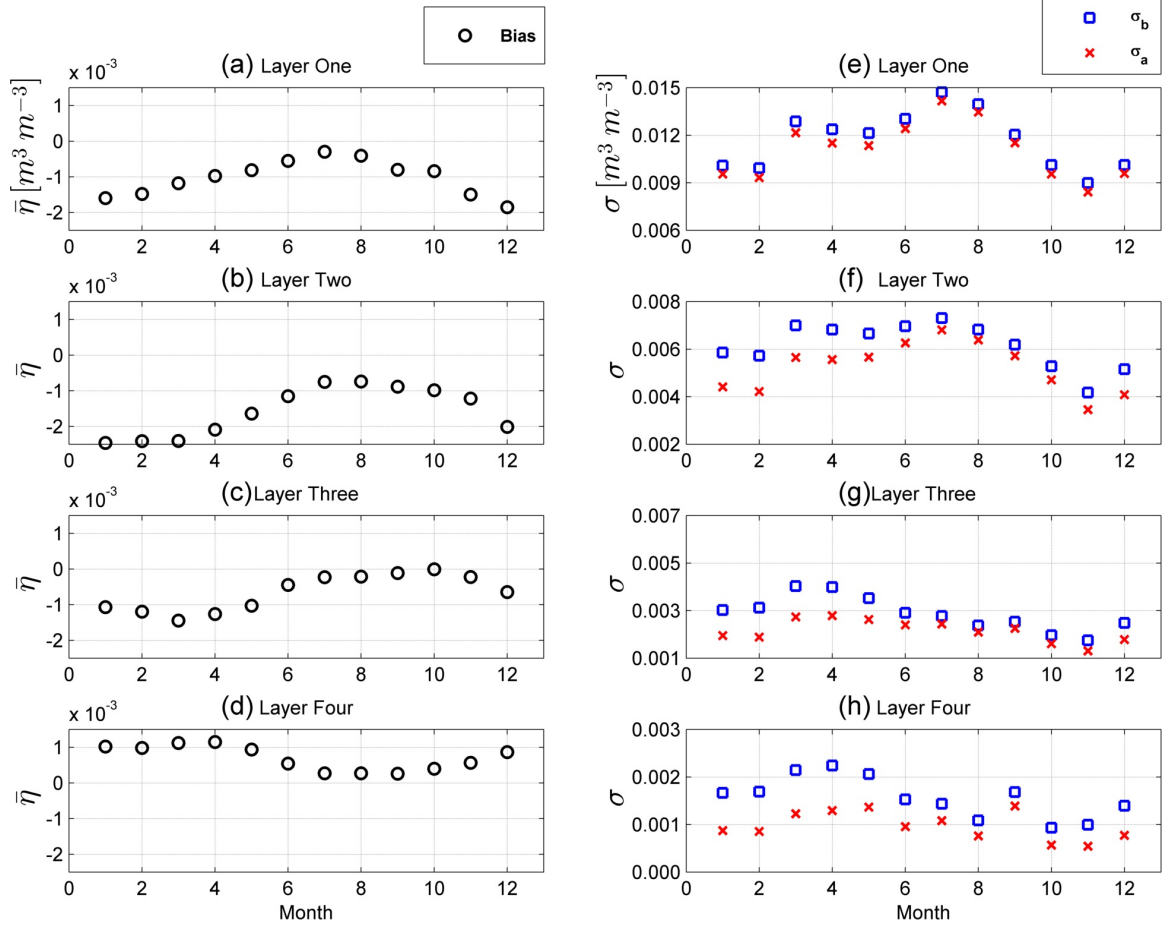 Bias
(a) Layer One
x 10⁻³
η̄ [m³ m⁻³]
1
0
-1
-2
0 2 4 6 8 10 12
(b) Layer Two
x 10⁻³
η̄
1
0
-1
-2
0 2 4 6 8 10 12
(c) Layer Three
x 10⁻³
η̄
1
0
-1
-2
0 2 4 6 8 10 12
(d) Layer Four
x 10⁻³
η̄
1
0
-1
-2
0 2 4 6 8 10 12
Month
σb
σa
(e) Layer One
σ [m³ m⁻³]
0.015
0.012
0.009
0.006
0 2 4 6 8 10 12
(f) Layer Two
σ
0.008
0.006
0.004
0.002
0 2 4 6 8 10 12
(g) Layer Three
σ
0.007
0.005
0.003
0.001
0 2 4 6 8 10 12
(h) Layer Four
σ
0.003
0.002
0.001
0.000
0 2 4 6 8 10 12
Month